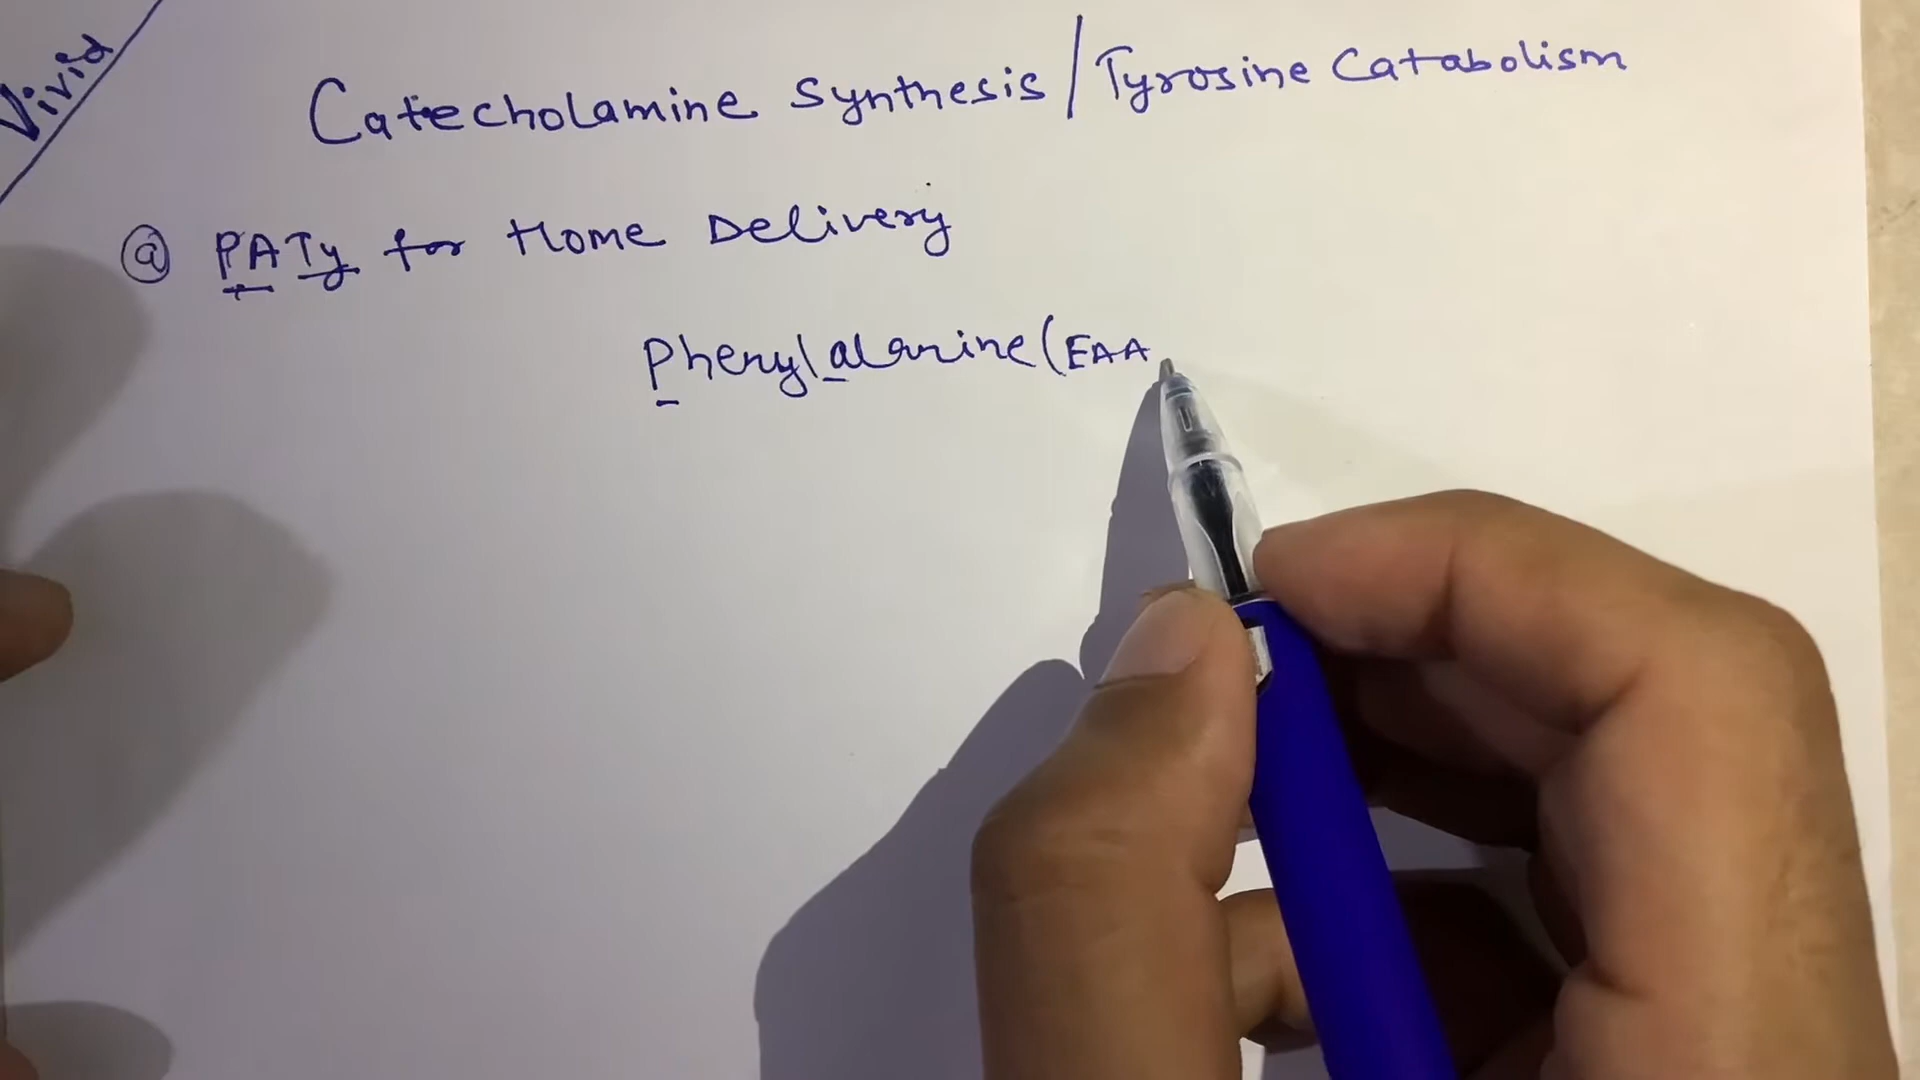 Vivid
Catecholamine Synthesis/Tyrosine Catabolism
@ PATy for Home Delivery
Phenylalanine(EAA